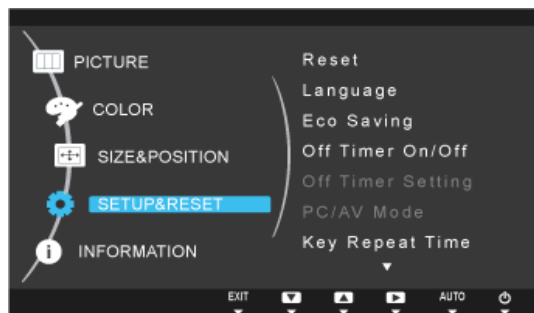 PICTURE
COLOR
SIZE&POSITION
SETUP&RESET
INFORMATION
Reset
Language
Eco Saving
Off Timer On/Off
Off Timer Setting
PC/AV Mode
Key Repeat Time
EXIT AUTO